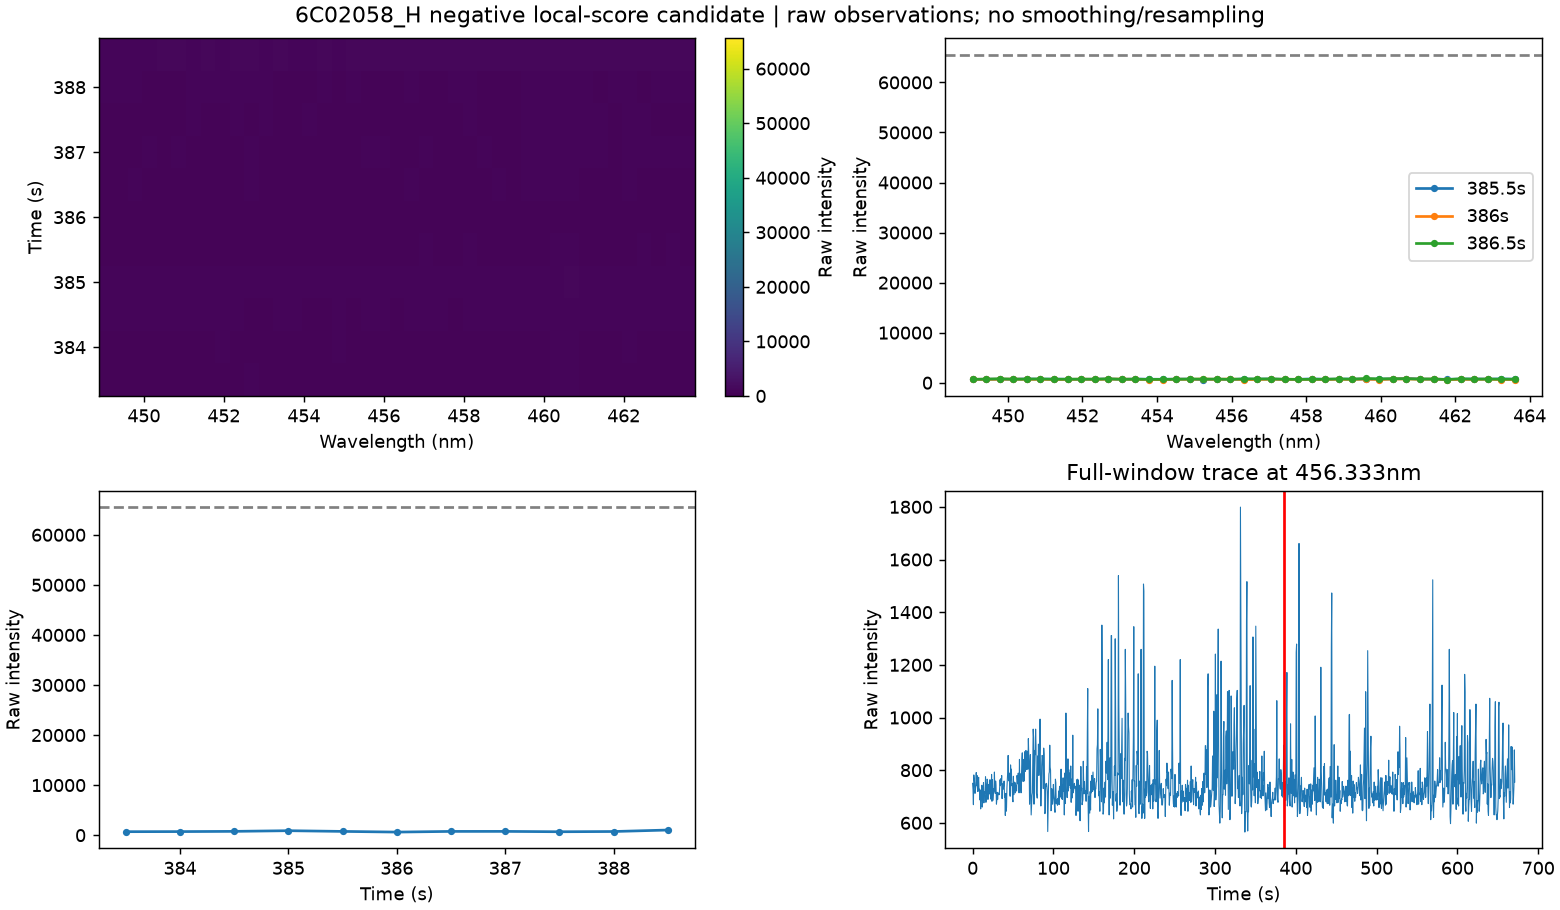 6C02058_H negative local-score candidate | raw observations; no smoothing/resampling
388
387
386
385
384
Time (s)
450 452 454 456 458 460 462
Wavelength (nm)
60000
50000
40000
30000
20000
10000
0
Raw intensity
60000
50000
40000
30000
20000
10000
0
Raw intensity
385.5s
386s
386.5s
450 452 454 456 458 460 462 464
Wavelength (nm)
60000
50000
40000
30000
20000
10000
0
Raw intensity
384 385 386 387 388
Time (s)
Full-window trace at 456.333nm
1800
1600
1400
1200
1000
800
600
Raw intensity
0 100 200 300 400 500 600 700
Time (s)